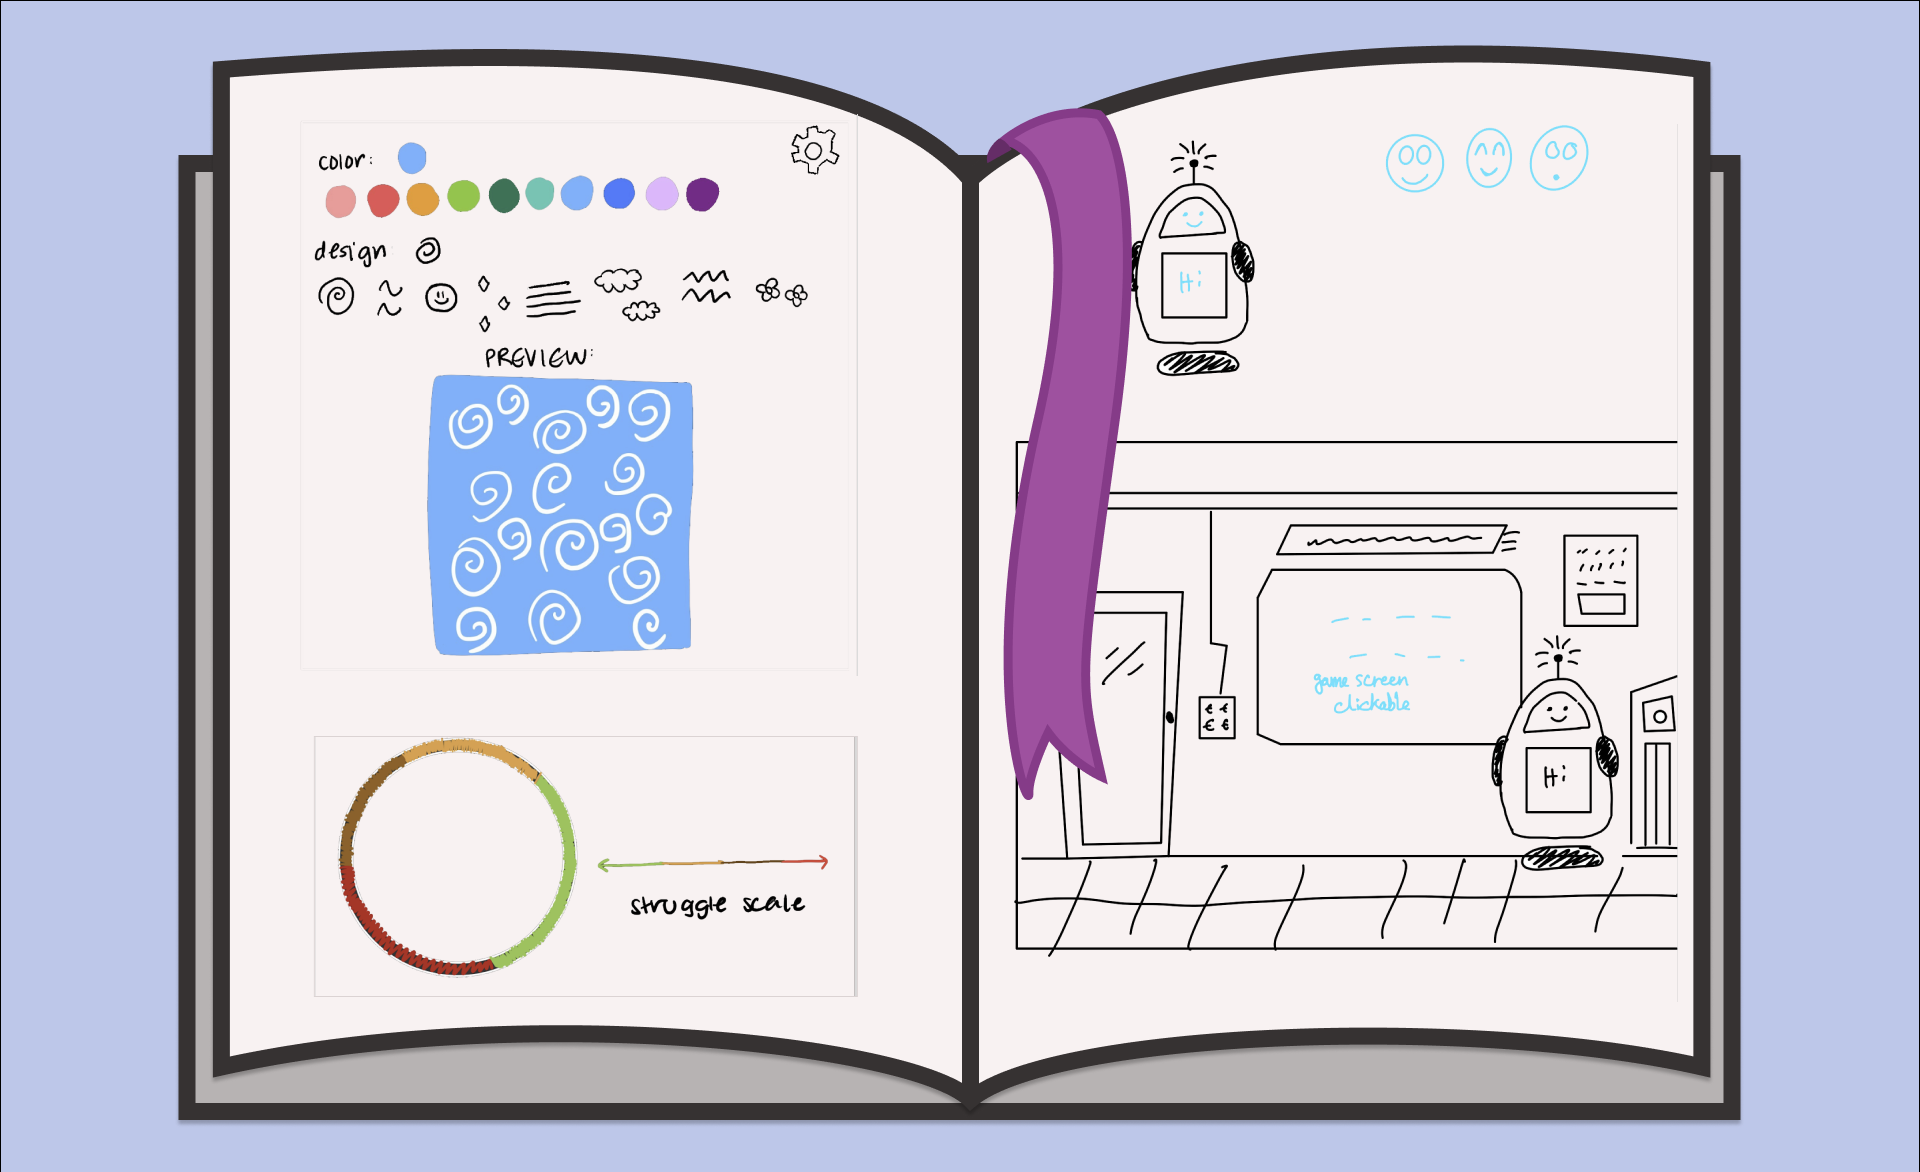 color:
design:
PREVIEW:
struggle scale
Hi
game screen
clickable
Hi